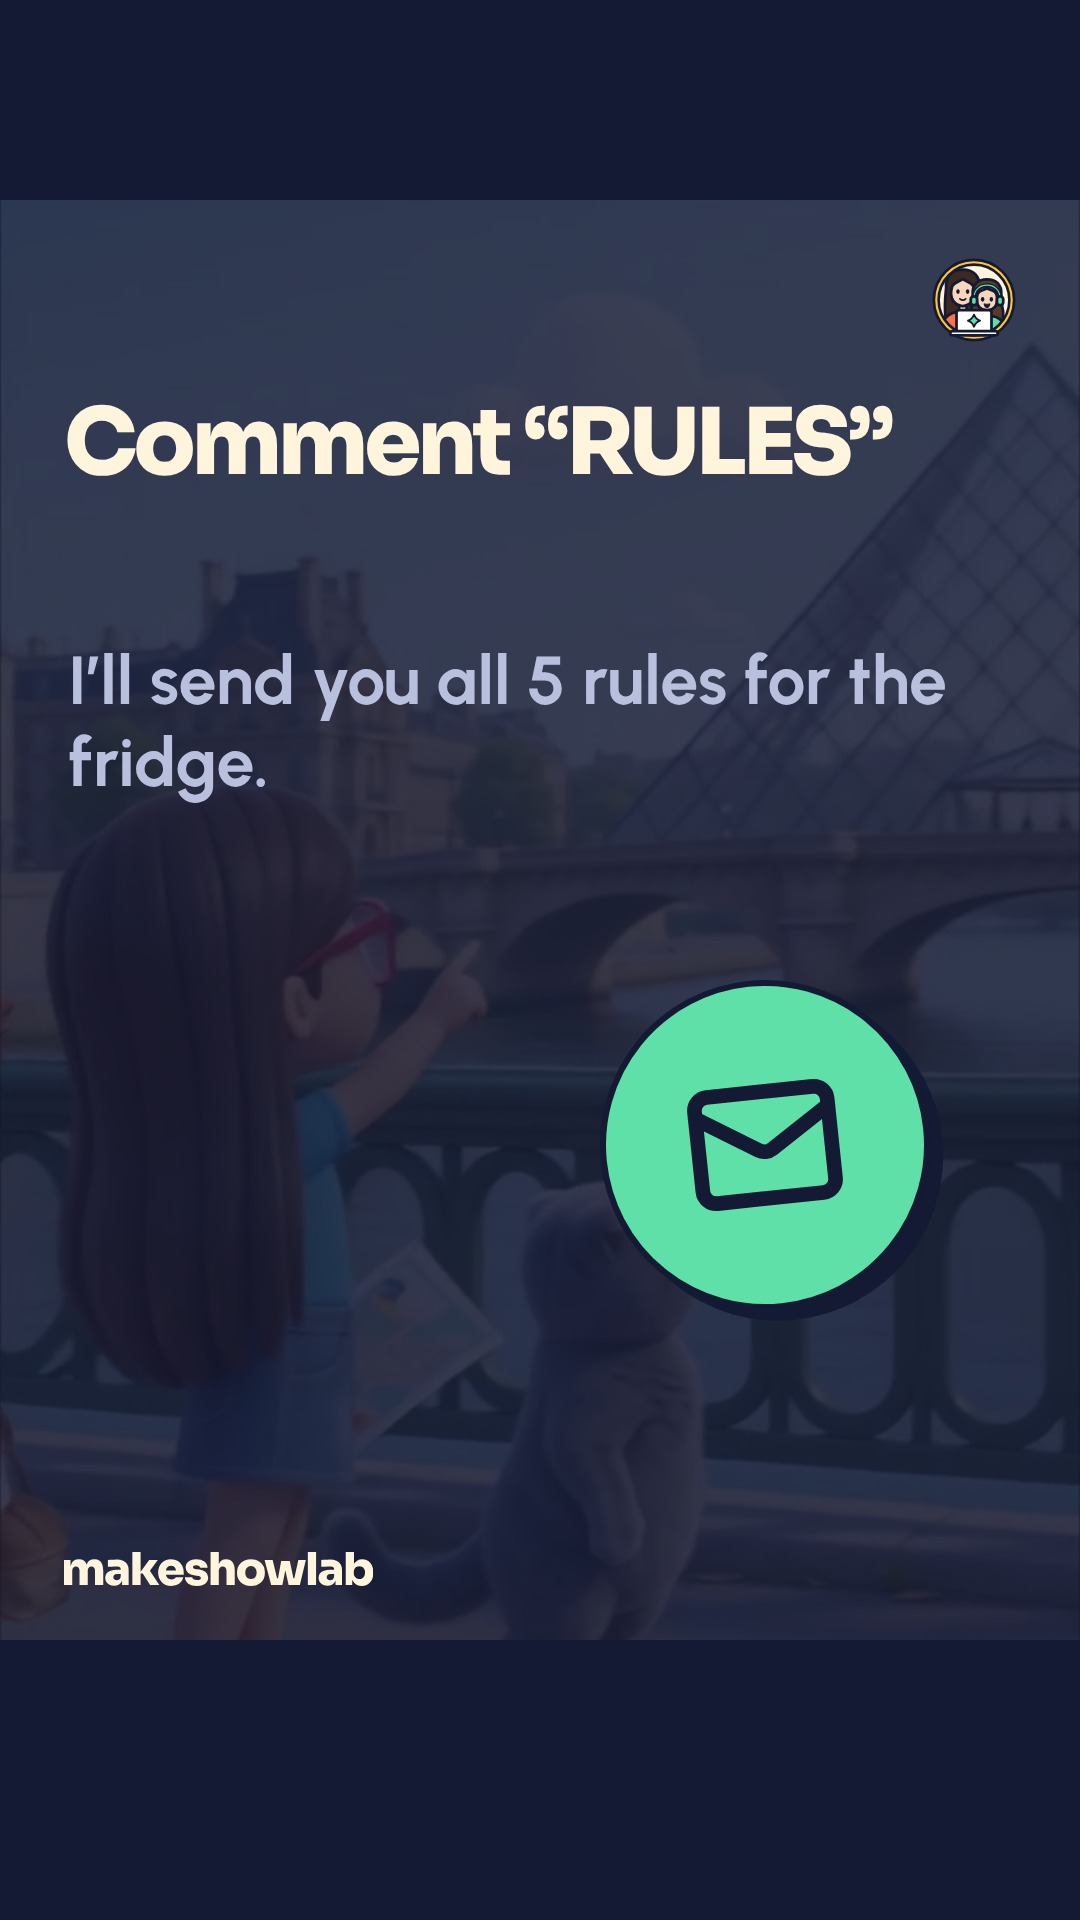 Comment “RULES”
I’ll send you all 5 rules for the
fridge.
makeshowlab